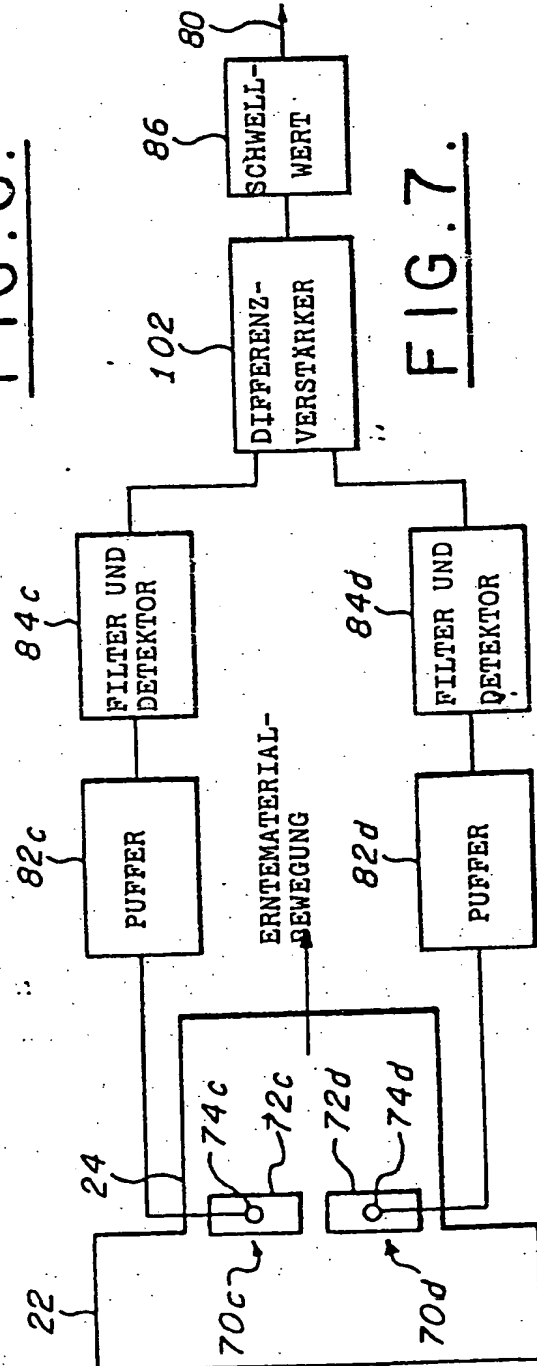 22
24
74c
72c
72d
74d
70c
70d
82c
PUFFER
84c
FILTER UND
DETEKTOR
ERNTEMATERIAL-
BEWEGUNG
82d
PUFFER
84d
FILTER UND
DETEKTOR
102
DIFFERENZ-
VERSTÄRKER
86
SCHWELL-
WERT
80
FIG.7.